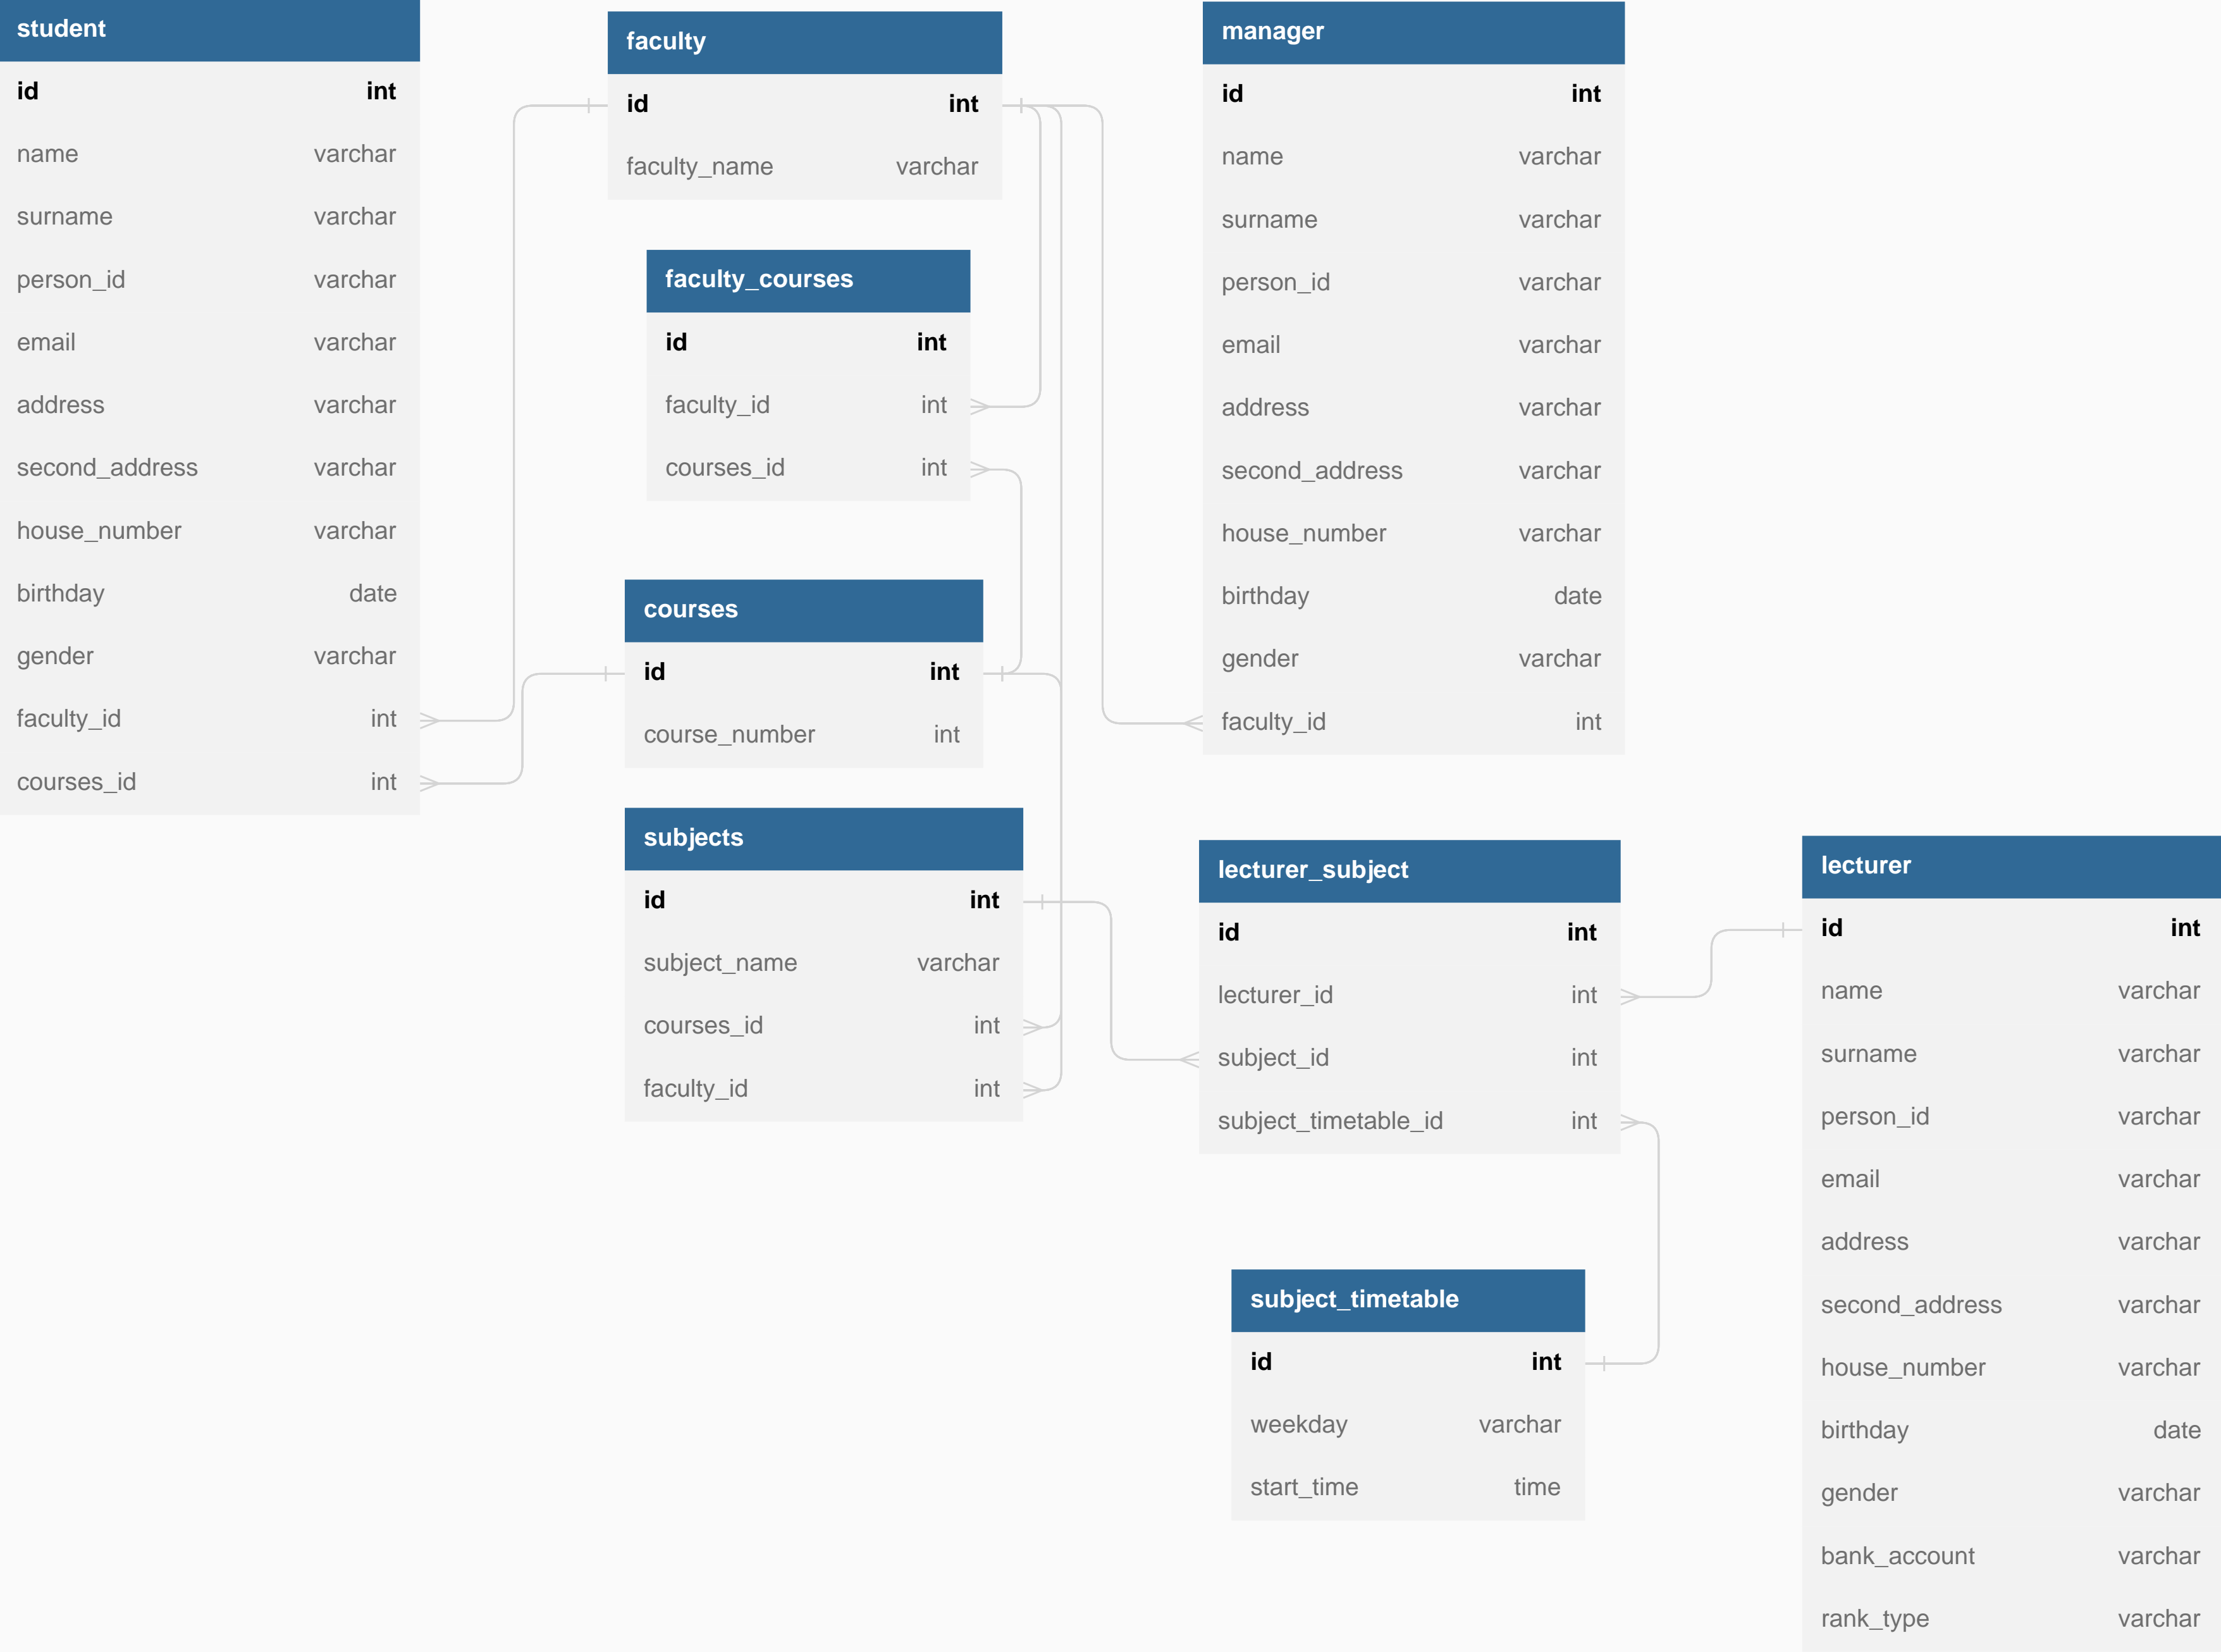 student
id int
name varchar
surname varchar
person_id varchar
email varchar
address varchar
second_address varchar
house_number varchar
birthday date
gender varchar
faculty_id int
courses_id int
faculty
id int
faculty_name varchar
faculty_courses
id int
faculty_id int
courses_id int
courses
id int
course_number int
subjects
id int
subject_name varchar
courses_id int
faculty_id int
manager
id int
name varchar
surname varchar
person_id varchar
email varchar
address varchar
second_address varchar
house_number varchar
birthday date
gender varchar
faculty_id int
lecturer_subject
id int
lecturer_id int
subject_id int
subject_timetable_id int
subject_timetable
id int
weekday varchar
start_time time
lecturer
id int
name varchar
surname varchar
person_id varchar
email varchar
address varchar
second_address varchar
house_number varchar
birthday date
gender varchar
bank_account varchar
rank_type varchar